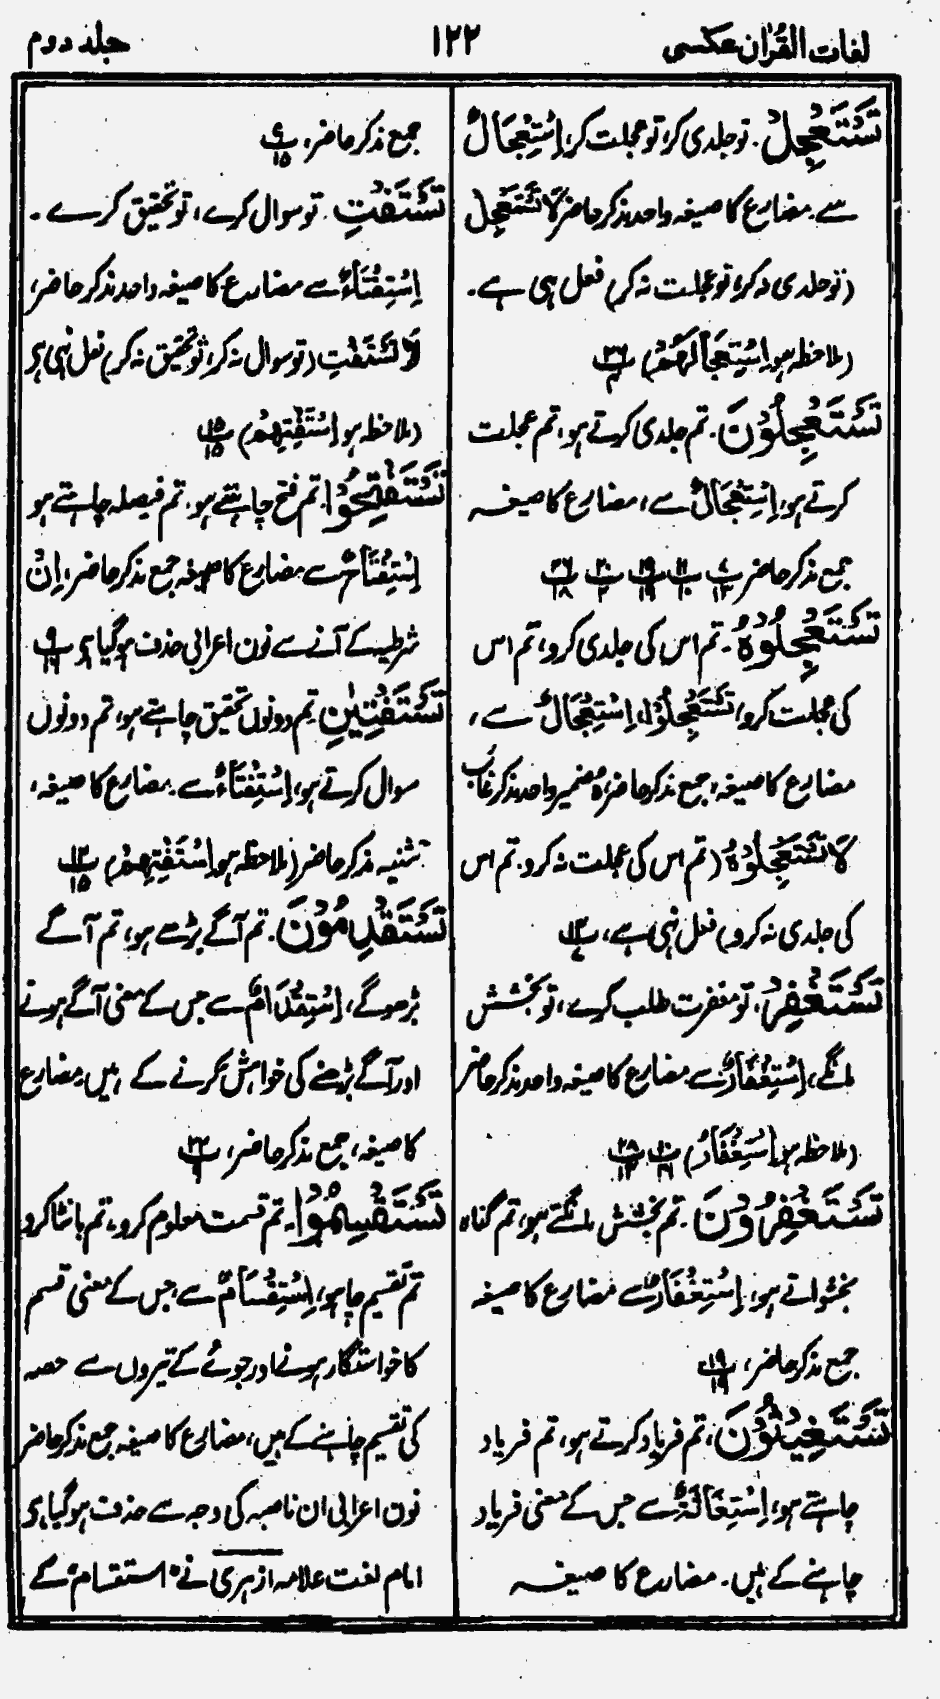 لغات القرآن عکسی
۱۲۲
جلد دوم
تَسْتَعْجِلْ. تو جلدی کر، تو عجلت کر، اِسْتِعْجَالٌ
سے. مضارع کا صیغہ واحد مذکر حاضر لَا تَسْتَعْجِلْ
(تو جلدی نہ کر، تو عجلت نہ کر) فعل نہی ہے۔
(ملاحظہ ہو اِسْتِعْجَالَهُمْ) پ۲۶ ۴
تَسْتَعْجِلُوْنَ. تم جلدی کرتے ہو، تم عجلت
کرتے ہو، اِسْتِعْجَالٌ سے، مضارع کا صیغہ
جمع مذکر حاضر
تَسْتَعْجِلُوْهُ. تم اس کی جلدی کرو، تم اس
کی عجلت کرو، تَسْتَعْجِلُوْا، اِسْتِعْجَالٌ سے،
مضارع کا صیغہ، جمع مذکر حاضر، هُ ضمیر واحد مذکر غائب
لَا تَسْتَعْجِلُوْهُ (تم اس کی عجلت نہ کرو. تم اس
کی جلدی نہ کرو) فعل نہی ہے،
تَسْتَغْفِرْ، تو مغفرت طلب کرے، تو بخشش
مانگے، اِسْتِغْفَارٌ سے مضارع کا صیغہ واحد مذکر حاضر
(ملاحظہ ہو اِسْتِغْفَارُ)
تَسْتَغْفِرُوْنَ. تم بخشش مانگتے ہو، تم گناہ
بخشواتے ہو، اِسْتِغْفَارٌ سے مضارع کا صیغہ
جمع مذکر حاضر، پ۱۹ ۱۹
تَسْتَغِيْثُوْنَ، تم فریاد کرتے ہو، تم فریاد
چاہتے ہو، اِسْتِغَاثَةٌ سے جس کے معنی فریاد
چاہنے کے ہیں. مضارع کا صیغہ
جمع مذکر حاضر، پ۹ ۱۵
تَسْتَفْتِ. تو سوال کرے، تو تحقیق کرے۔
اِسْتِفْتَاءٌ سے مضارع کا صیغہ واحد مذکر حاضر،
لَا تَسْتَفْتِ (تو سوال نہ کر، تو تحقیق نہ کر) فعل نہی ہے
(ملاحظہ ہو اِسْتَفْتِهِمْ) پ۱۵ ۱۵
تَسْتَفْتِحُوْا. تم فتح چاہتے ہو. تم فیصلہ چاہتے ہو
اِسْتِفْتَاحٌ سے مضارع کا صیغہ جمع مذکر حاضر، اِنْ
شرطیہ کے آنے سے نون اعرابی حذف ہو گیا ہے پ۹ ۱۶
تَسْتَفْتِيٰنِ تم دونوں تحقیق چاہتے ہو، تم دونوں
سوال کرتے ہو، اِسْتِفْتَاءٌ سے. مضارع کا صیغہ،
تثنیہ مذکر حاضر (ملاحظہ ہو اِسْتَفْتِهِمْ) پ۱۲ ۱۵
تَسْتَقْدِمُوْنَ. تم آگے بڑھے ہو، تم آگے
بڑھوگے، اِسْتِقْدَامٌ سے جس کے معنی آگے ہونے
اور آگے بڑھنے کی خواہش کرنے کے ہیں. مضارع
کا صیغہ، جمع مذکر حاضر، پ۲۲ ۹
تَسْتَقْسِمُوْا. تم قسمت معلوم کرو، تم بانٹا کرو
تم تقسیم چاہو، اِسْتِقْسَامٌ سے، جس کے معنی قسم
کا خواستگار ہونے اور جوئے کے تیروں سے حصہ
کی تقسیم چاہنے کے ہیں، مضارع کا صیغہ جمع مذکر حاضر
نون اعرابی ان ناصبہ کی وجہ سے حذف ہو گیا ہے
امام لغت علامہ ازہری نے استقسام کے